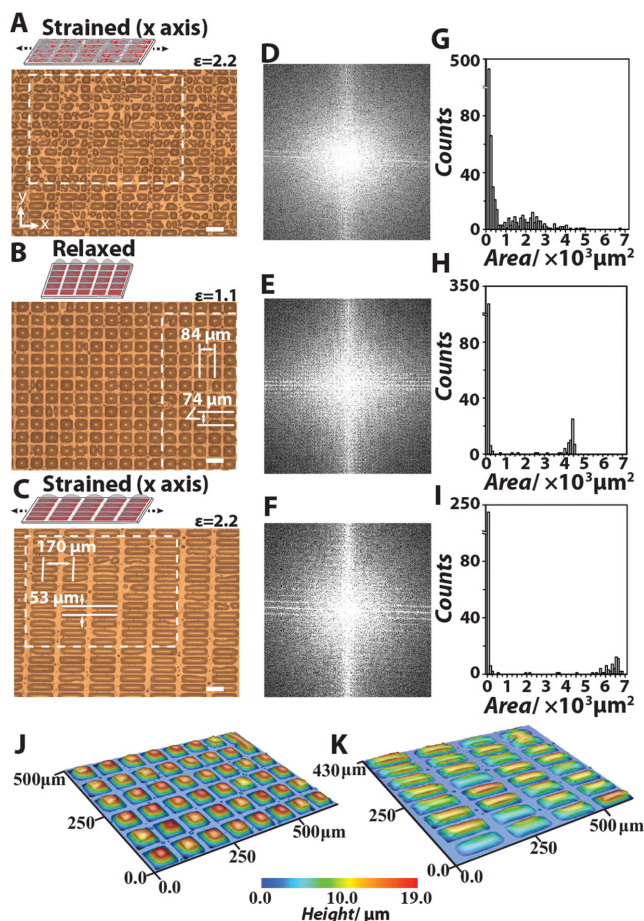 A
Strained (x axis)
ε=2.2
y
x
B
Relaxed
ε=1.1
84 µm
74 µm
C
Strained (x axis)
ε=2.2
170 µm
53 µm
D
E
F
G
500
80
40
0
Counts
0 1 2 3 4 5 6 7
Area/ ×10³µm²
H
350
80
40
0
Counts
0 1 2 3 4 5 6 7
Area/ ×10³µm²
I
250
80
40
0
Counts
0 1 2 3 4 5 6 7
Area/ ×10³µm²
J
500µm
250
0.0
0.0
250
500µm
K
430µm
250
0.0
0.0
250
500µm
0.0 10.0 19.0
Height/ µm